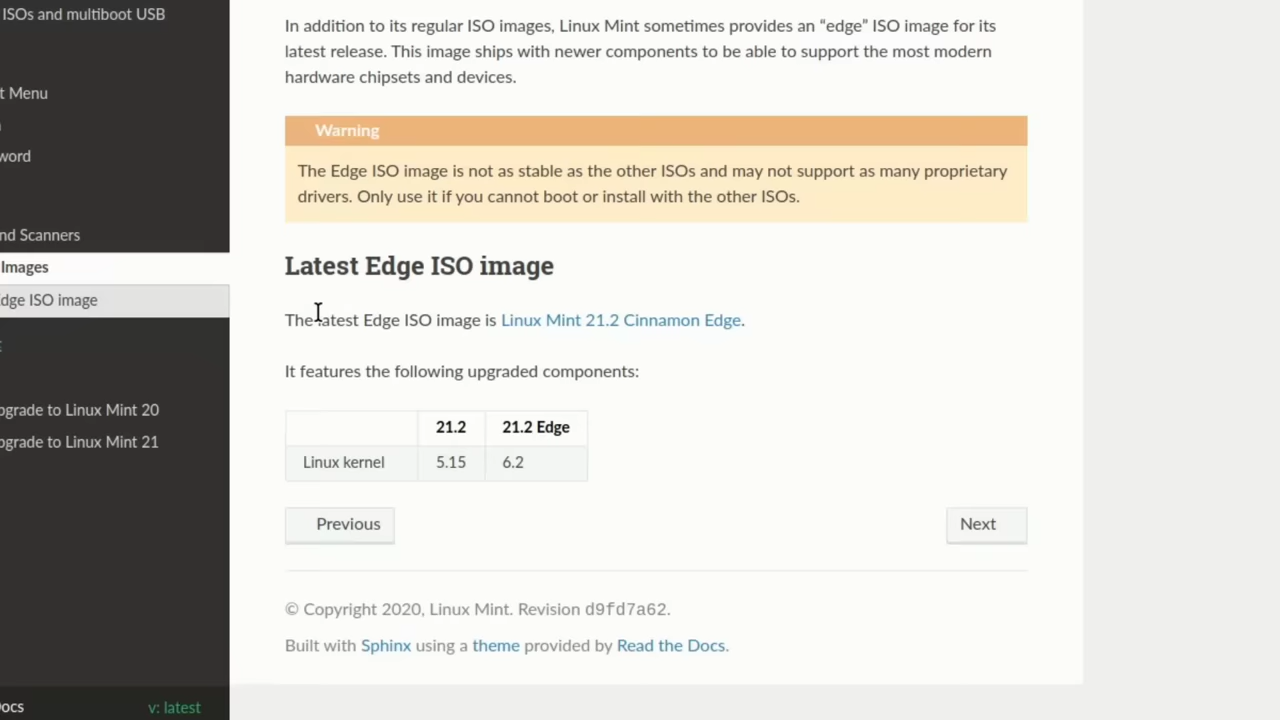 ISOs and multiboot USB
t Menu
word
nd Scanners
Images
dge ISO image
pgrade to Linux Mint 20
pgrade to Linux Mint 21
ocs
v: latest
In addition to its regular ISO images, Linux Mint sometimes provides an “edge” ISO image for its
latest release. This image ships with newer components to be able to support the most modern
hardware chipsets and devices.
Warning
The Edge ISO image is not as stable as the other ISOs and may not support as many proprietary
drivers. Only use it if you cannot boot or install with the other ISOs.
Latest Edge ISO image
The latest Edge ISO image is Linux Mint 21.2 Cinnamon Edge.
It features the following upgraded components:
21.2 21.2 Edge
Linux kernel 5.15 6.2
Previous Next
© Copyright 2020, Linux Mint. Revision d9fd7a62.
Built with Sphinx using a theme provided by Read the Docs.